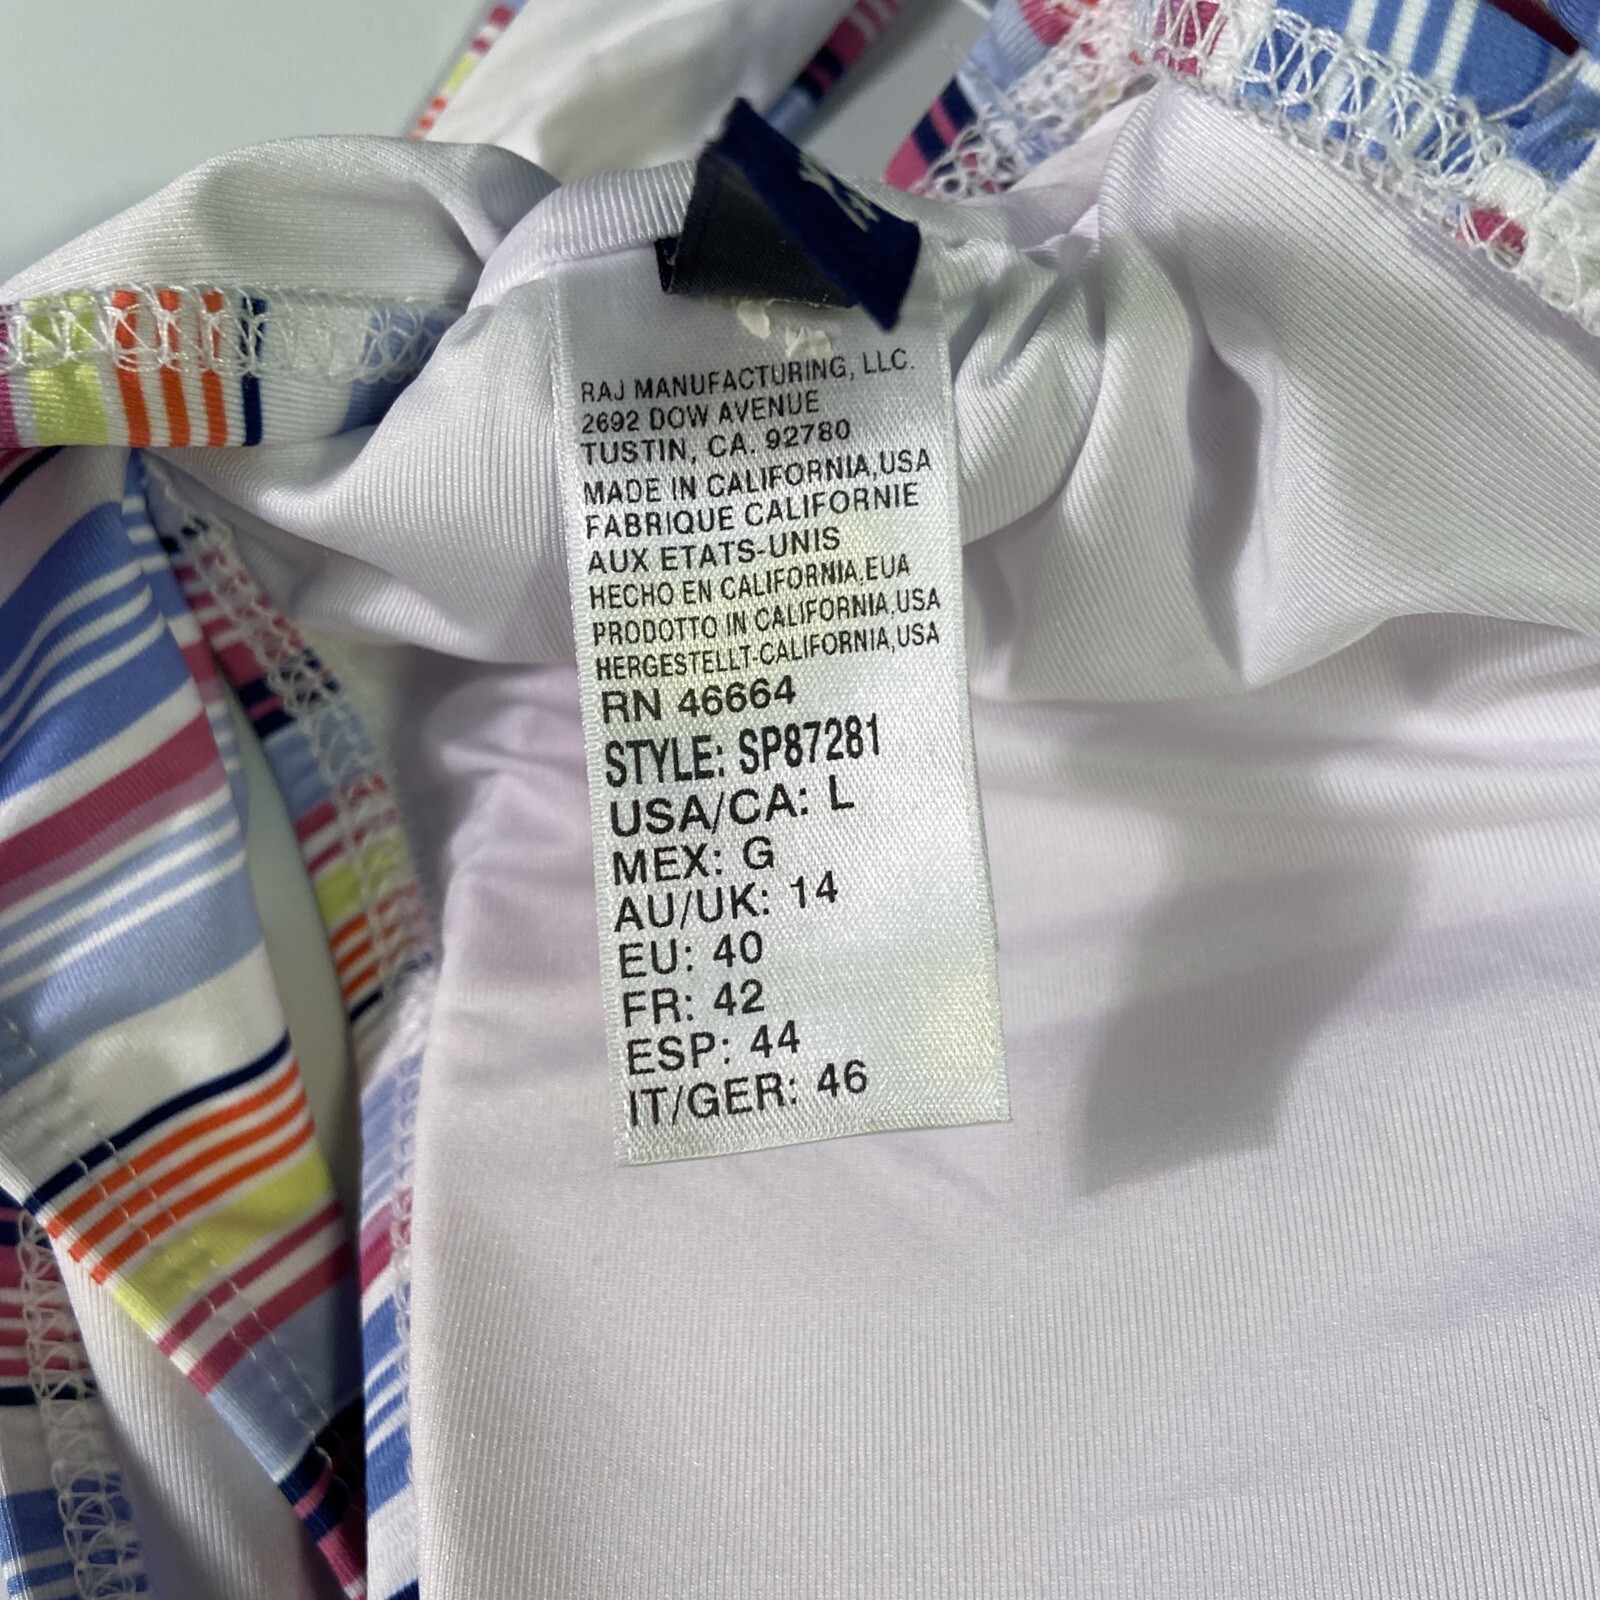 RAJ MANUFACTURING, LLC.
2692 DOW AVENUE
TUSTIN, CA. 92780
MADE IN CALIFORNIA,USA
FABRIQUE CALIFORNIE
AUX ETATS-UNIS
HECHO EN CALIFORNIA,EUA
PRODOTTO IN CALIFORNIA,USA
HERGESTELLT-CALIFORNIA,USA
RN 46664
STYLE: SP87281
USA/CA: L
MEX: G
AU/UK: 14
EU: 40
FR: 42
ESP: 44
IT/GER: 46